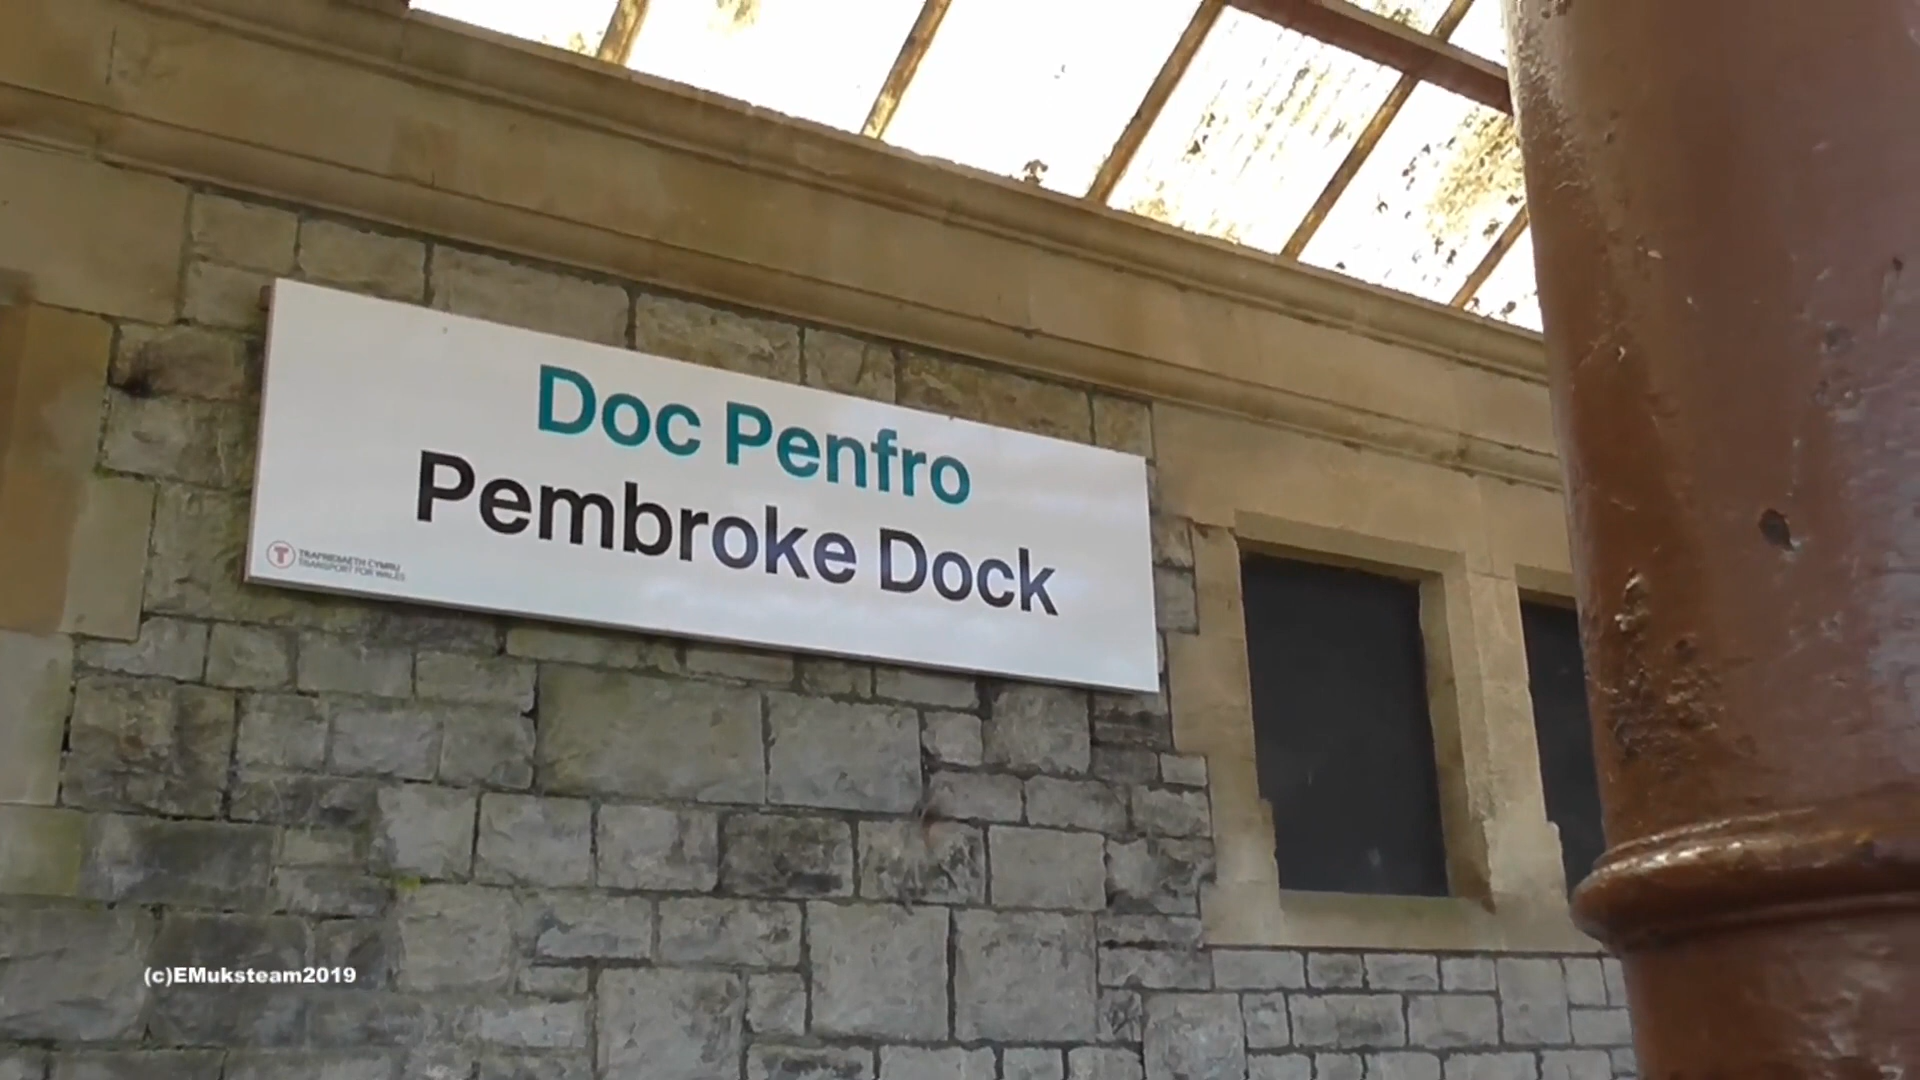 Doc Penfro
Pembroke Dock
TRAFNIDIAETH CYMRU
TRANSPORT FOR WALES
(c)EMuksteam2019